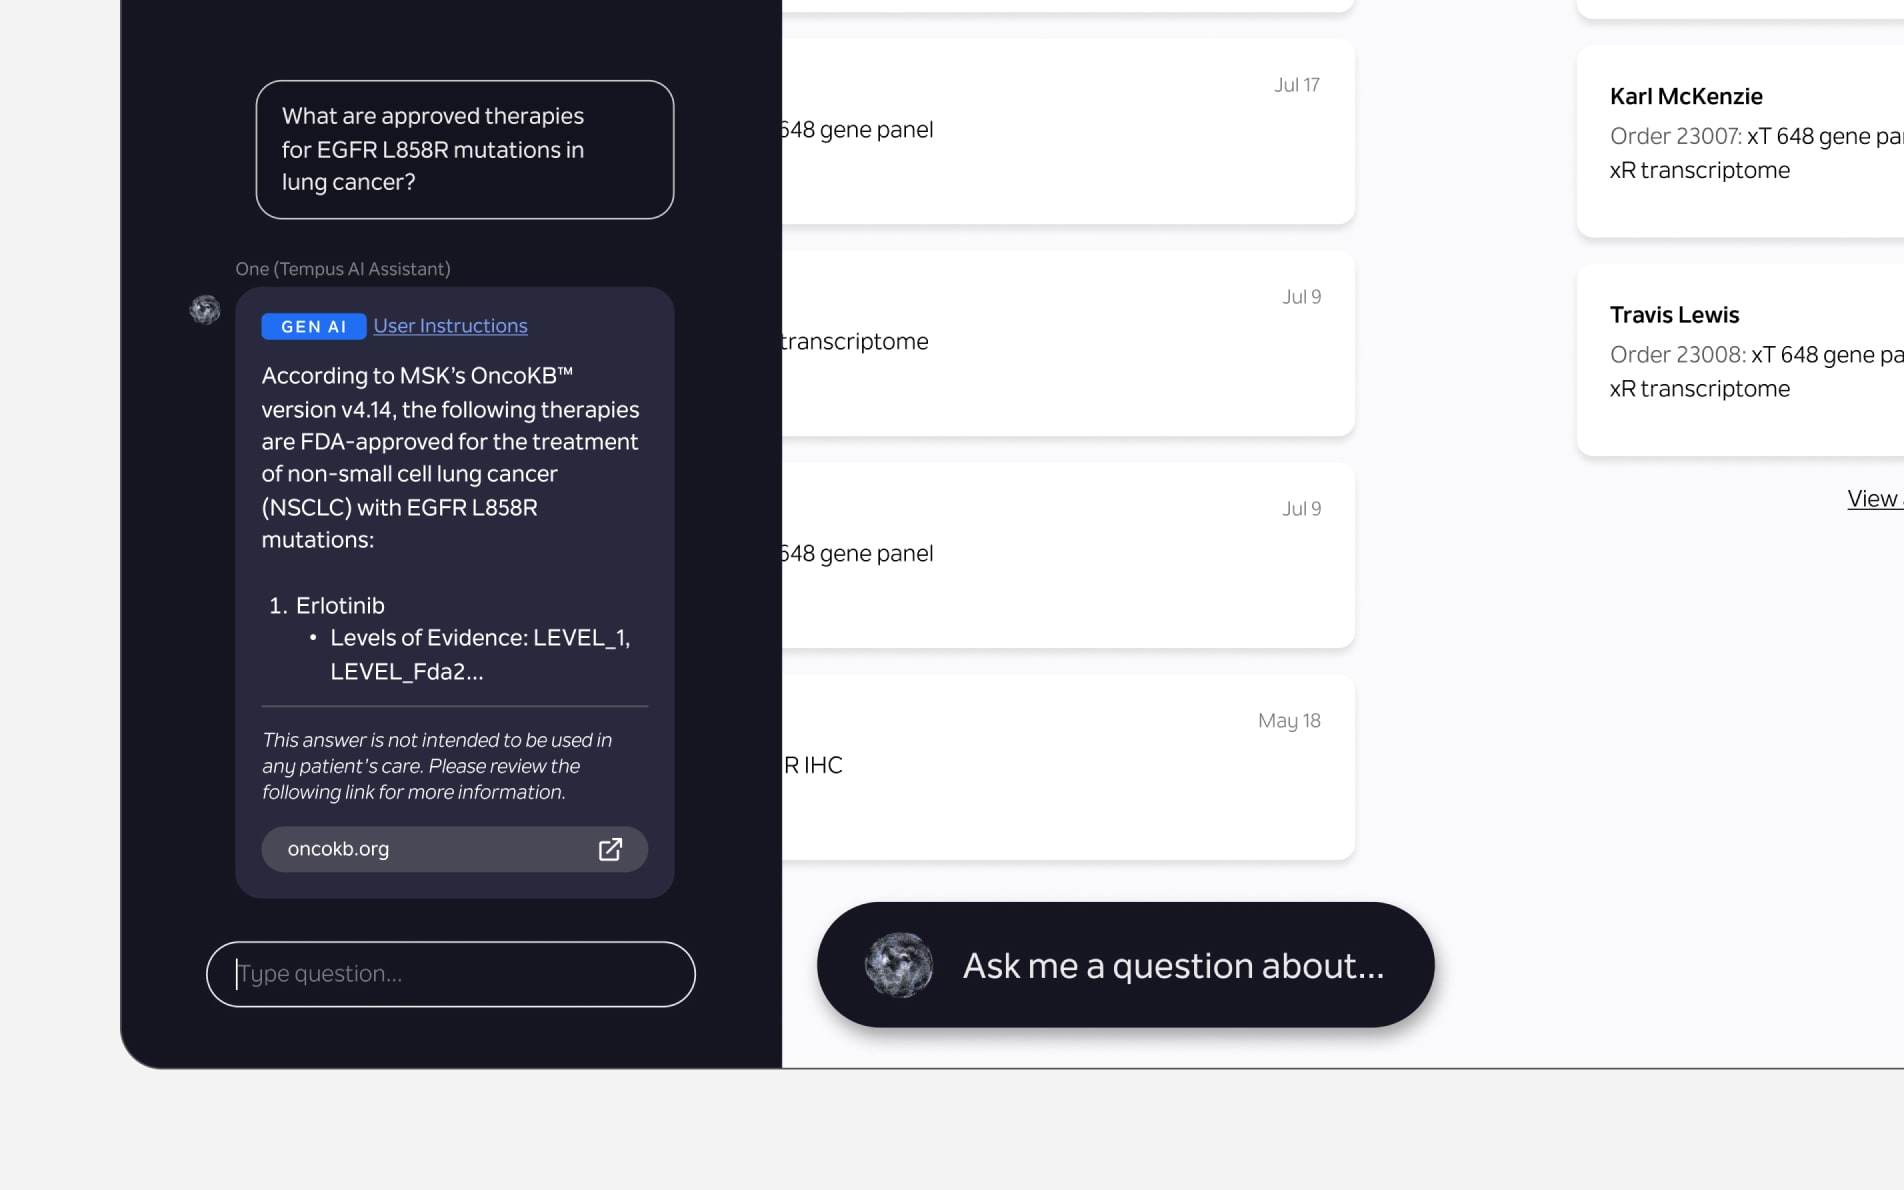 What are approved therapies
for EGFR L858R mutations in
lung cancer?
One (Tempus AI Assistant)
GEN AI User Instructions
According to MSK’s OncoKB™
version v4.14, the following therapies
are FDA-approved for the treatment
of non-small cell lung cancer
(NSCLC) with EGFR L858R
mutations:
1. Erlotinib
• Levels of Evidence: LEVEL_1,
LEVEL_Fda2...
This answer is not intended to be used in
any patient’s care. Please review the
following link for more information.
oncokb.org
Type question...
Jul 17
648 gene panel
Jul 9
transcriptome
Jul 9
648 gene panel
May 18
R IHC
Ask me a question about...
Karl McKenzie
Order 23007: xT 648 gene pa
xR transcriptome
Travis Lewis
Order 23008: xT 648 gene pa
xR transcriptome
View